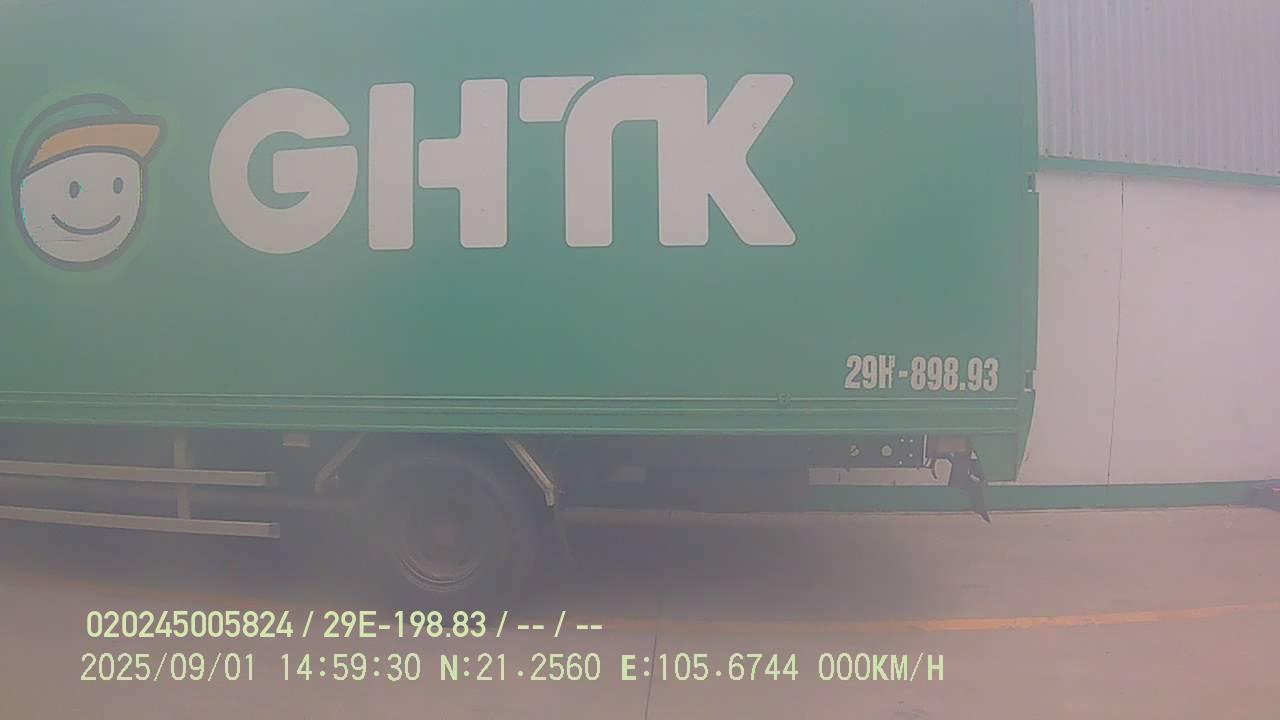 GHTK
29H-898.93
020245005824 / 29E-198.83 / -- / --
2025/09/01 14:59:30 N:21.2560 E:105.6744 000KM/H